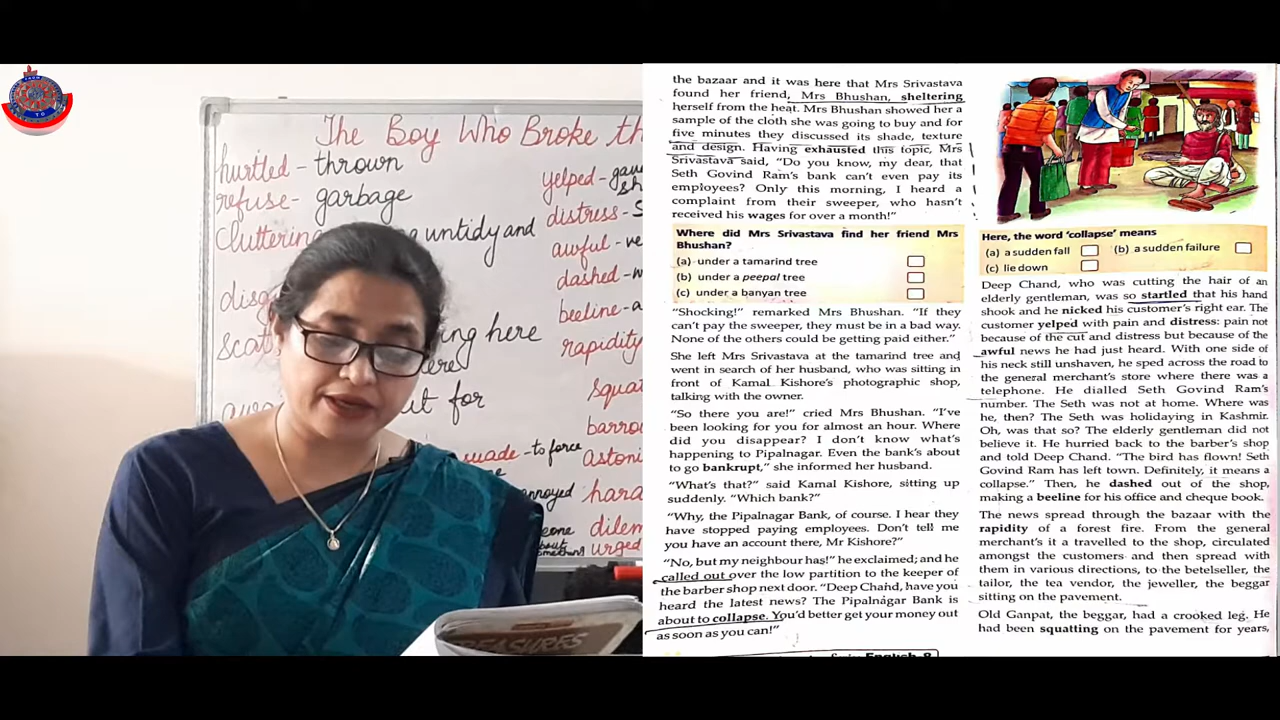 The Boy Who Broke th
hurtled - thrown
refuse - garbage
Cluttering untidy and
disg
scat ing here
ere
awa ut for
suade - to force
nnoyed
eone
about
something
yelped - gav
sh
distress - S
awful - ve
dashed - m
beeline - a
rapidity
squat
barro
astoni
hara
dilem
urged
the bazaar and it was here that Mrs Srivastava
found her friend, Mrs Bhushan, sheltering
herself from the heat. Mrs Bhushan showed her a
sample of the cloth she was going to buy and for
five minutes they discussed its shade, texture
and design. Having exhausted this topic, Mrs
Srivastava said, “Do you know, my dear, that
Seth Govind Ram’s bank can’t even pay its
employees? Only this morning, I heard a
complaint from their sweeper, who hasn’t
received his wages for over a month!”
Where did Mrs Srivastava find her friend Mrs
Bhushan?
(a) under a tamarind tree
(b) under a peepal tree
(c) under a banyan tree
“Shocking!” remarked Mrs Bhushan. “If they
can’t pay the sweeper, they must be in a bad way.
None of the others could be getting paid either.”
She left Mrs Srivastava at the tamarind tree and
went in search of her husband, who was sitting in
front of Kamal Kishore’s photographic shop,
talking with the owner.
“So there you are!” cried Mrs Bhushan. “I’ve
been looking for you for almost an hour. Where
did you disappear? I don’t know what’s
happening to Pipalnagar. Even the bank’s about
to go bankrupt,” she informed her husband.
“What’s that?” said Kamal Kishore, sitting up
suddenly. “Which bank?”
“Why, the Pipalnagar Bank, of course. I hear they
have stopped paying employees. Don’t tell me
you have an account there, Mr Kishore?”
“No, but my neighbour has!” he exclaimed; and he
called out over the low partition to the keeper of
the barber shop next door. “Deep Chand, have you
heard the latest news? The Pipalnagar Bank is
about to collapse. You’d better get your money out
as soon as you can!”
English-8
Here, the word ‘collapse’ means
(a) a sudden fall (b) a sudden failure
(c) lie down
Deep Chand, who was cutting the hair of an
elderly gentleman, was so startled that his hand
shook and he nicked his customer’s right ear. The
customer yelped with pain and distress: pain not
because of the cut and distress but because of the
awful news he had just heard. With one side of
his neck still unshaven, he sped across the road to
the general merchant’s store where there was a
telephone. He dialled Seth Govind Ram’s
number. The Seth was not at home. Where was
he, then? The Seth was holidaying in Kashmir.
Oh, was that so? The elderly gentleman did not
believe it. He hurried back to the barber’s shop
and told Deep Chand. “The bird has flown! Seth
Govind Ram has left town. Definitely, it means a
collapse.” Then, he dashed out of the shop,
making a beeline for his office and cheque book.
The news spread through the bazaar with the
rapidity of a forest fire. From the general
merchant’s it a travelled to the shop, circulated
amongst the customers and then spread with
them in various directions, to the betelseller, the
tailor, the tea vendor, the jeweller, the beggar
sitting on the pavement.
Old Ganpat, the beggar, had a crooked leg. He
had been squatting on the pavement for years,